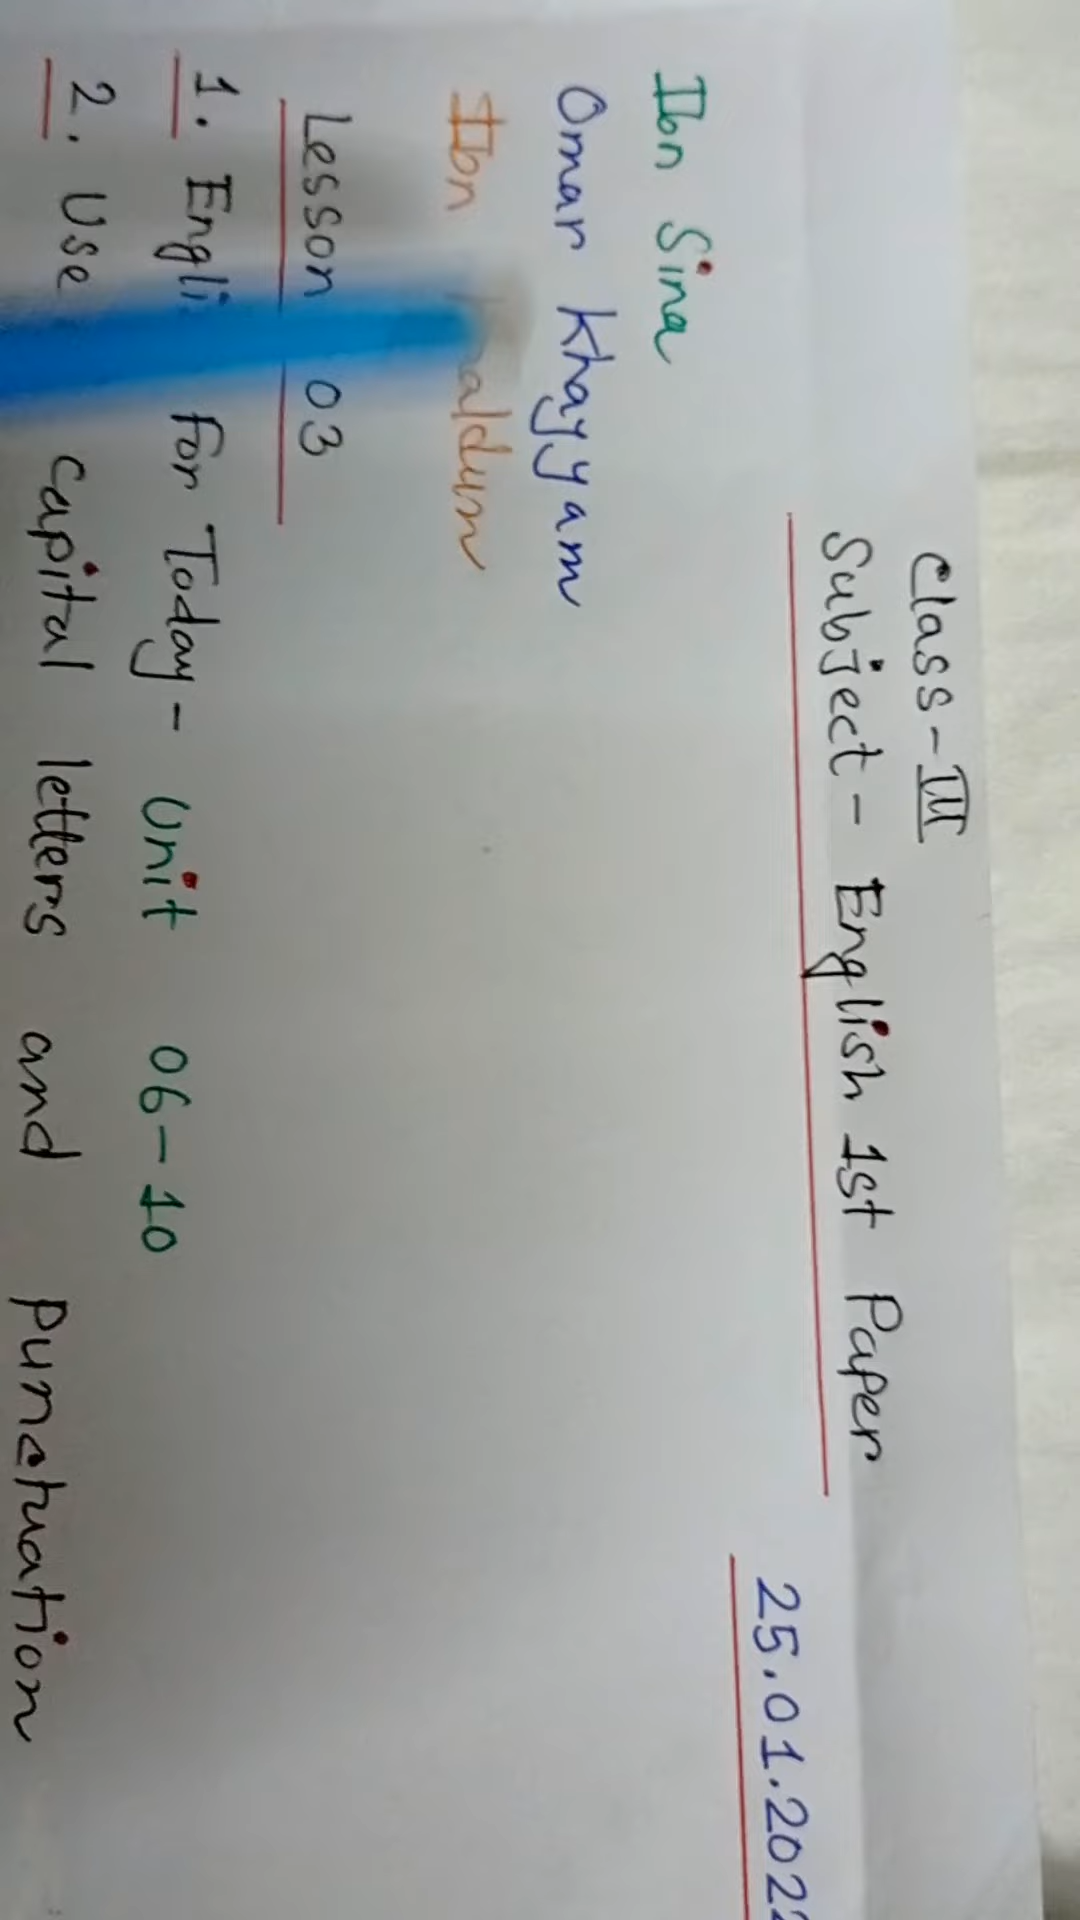 Class-III
Subject- English 1st Paper
25.01.202
Ibn Sina
Omar Khayyam
Ibn haldun
Lesson 03
1. Engli for Today- Unit 06-10
2. Use capital letters and punctuation